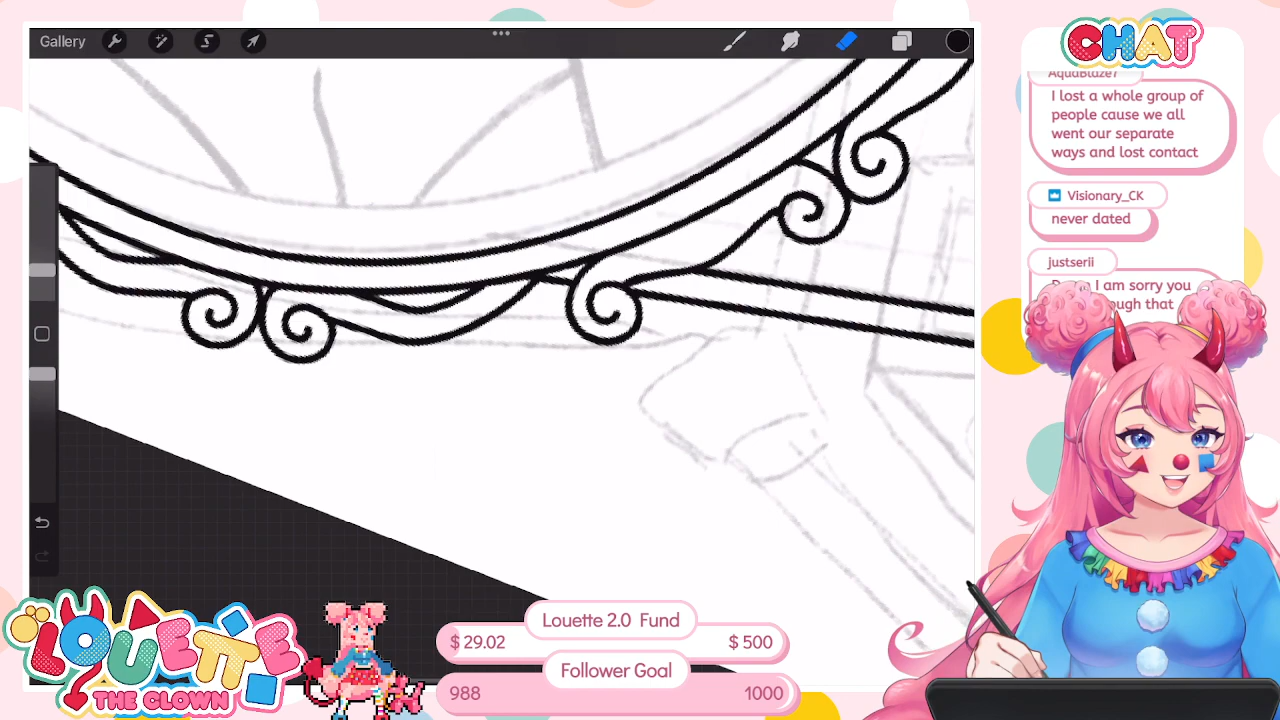 Gallery
CHAT
AquaBlaze7
I lost a whole group of
people cause we all
went our separate
ways and lost contact
Visionary_CK
never dated
justserii
I am sorry you
that
Louette 2.0 Fund
$ 29.02
$ 500
Follower Goal
988
1000
LOUETTE
THE CLOWN